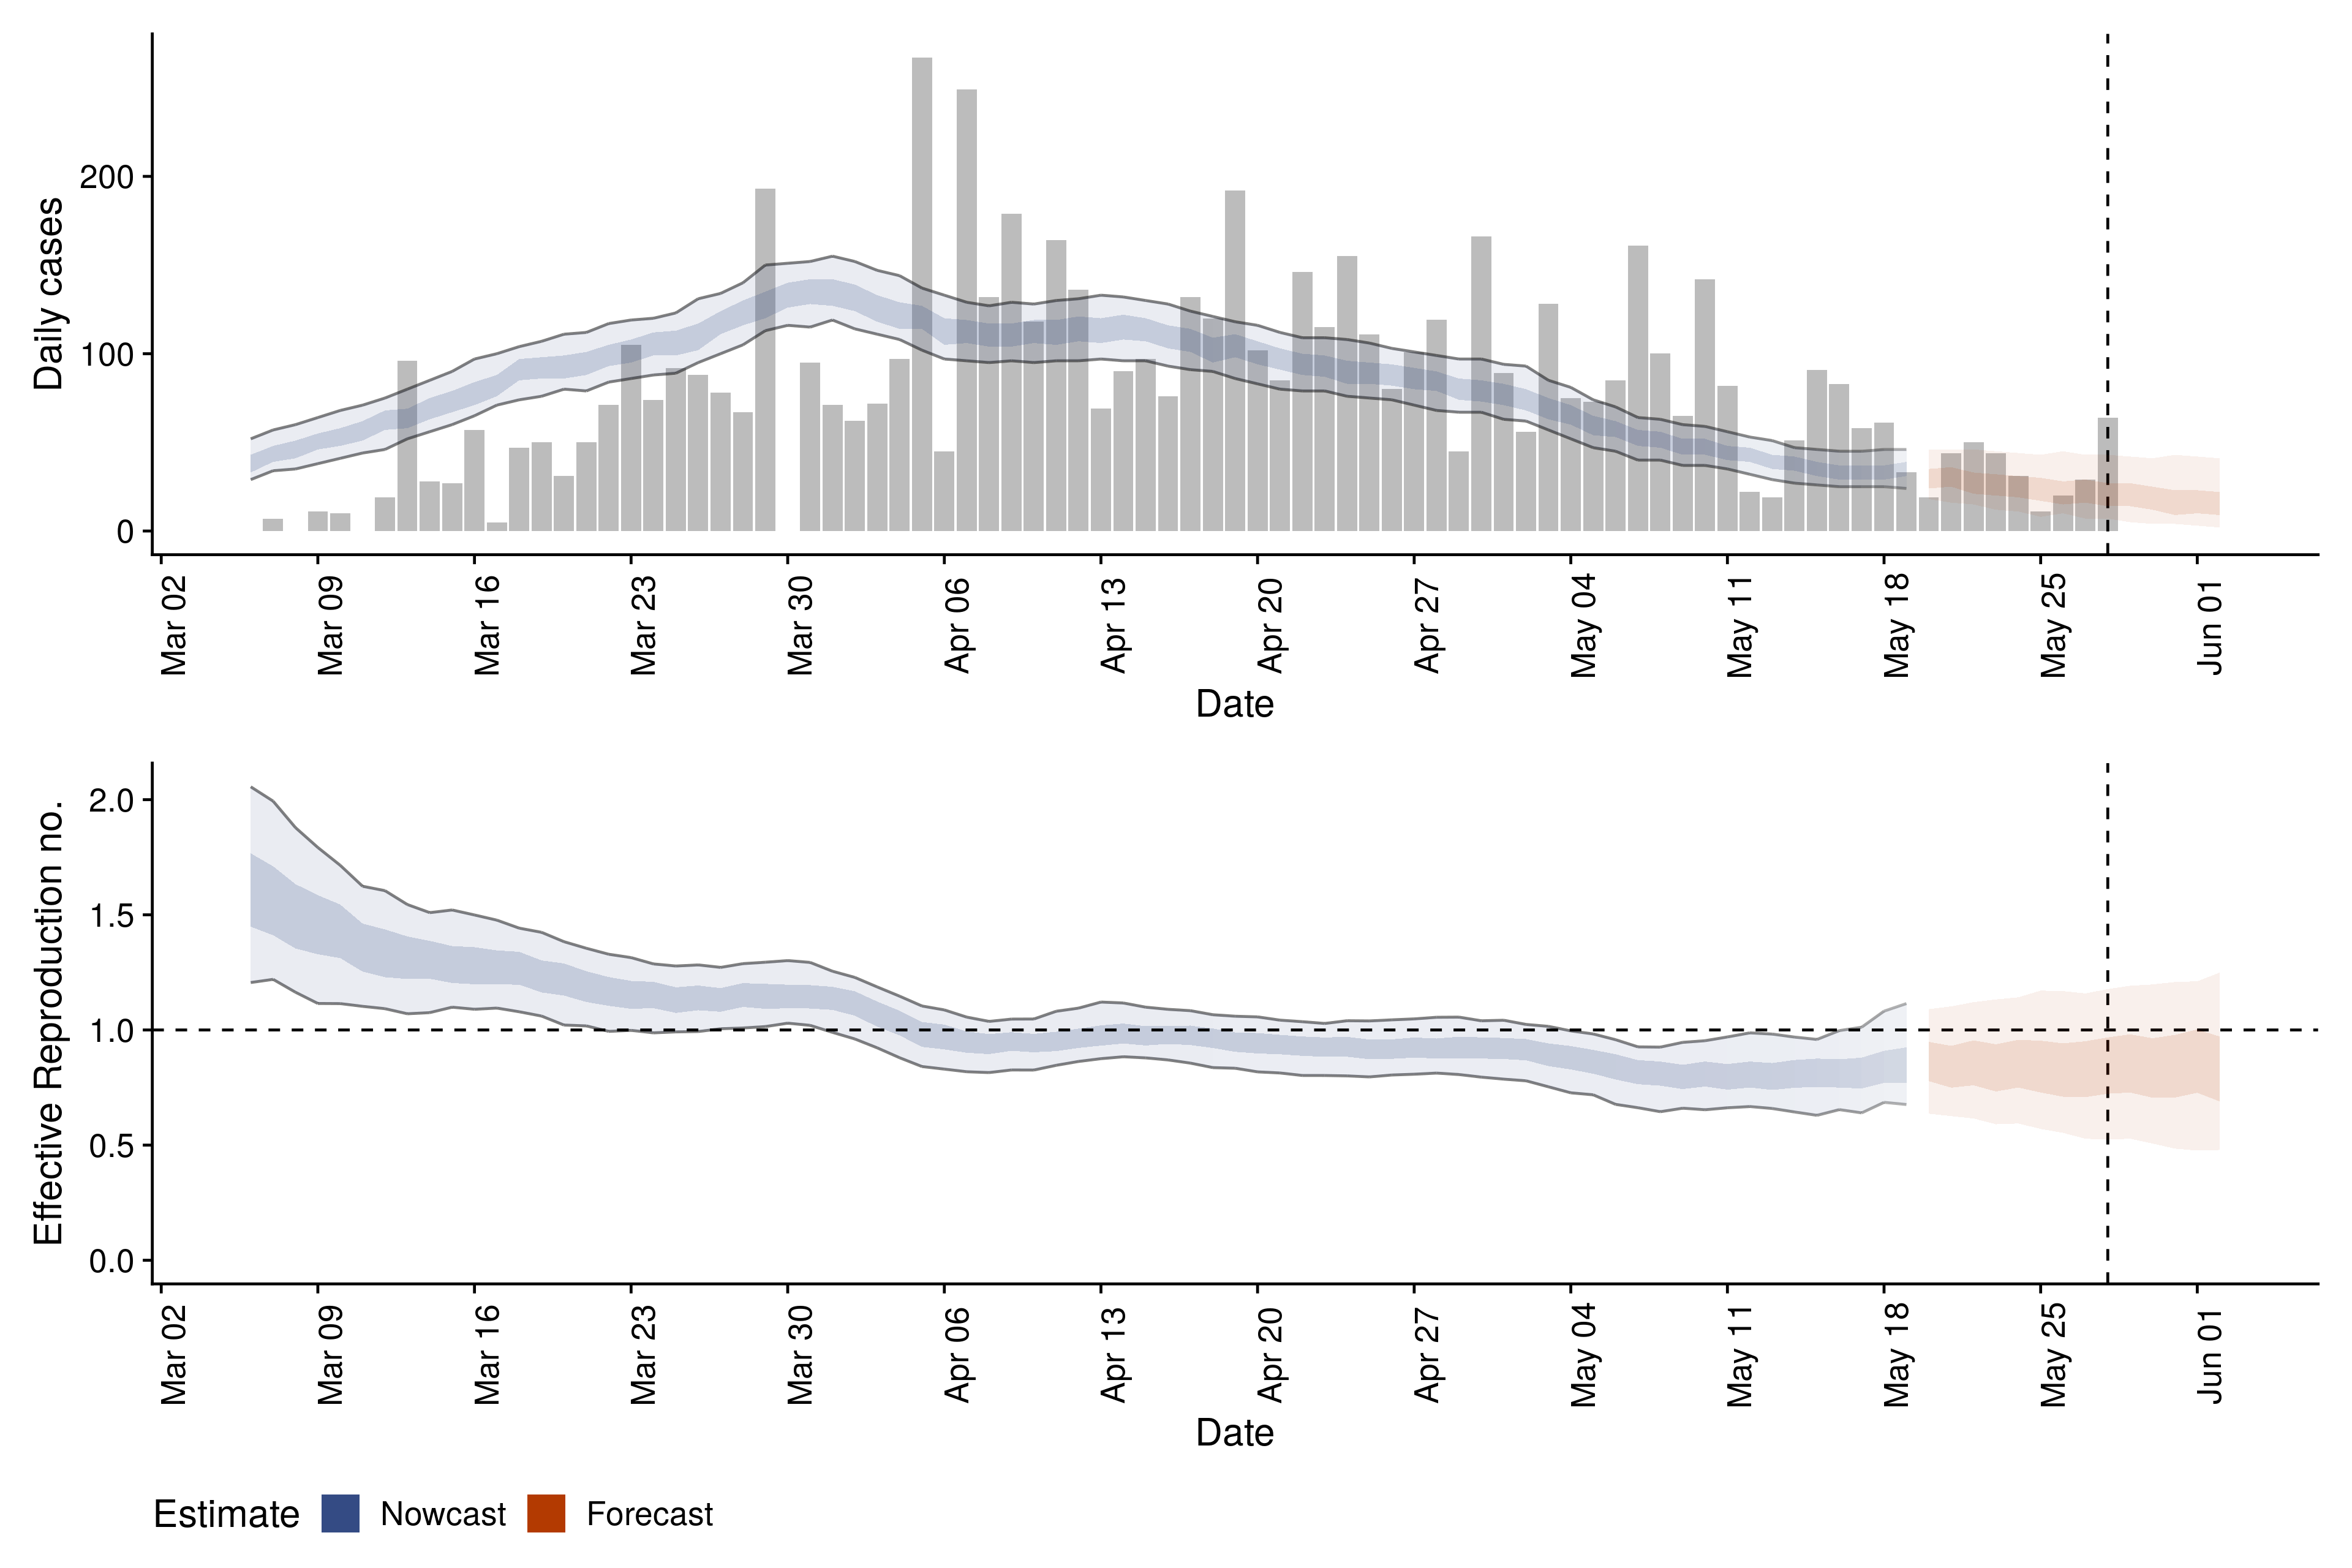 Daily cases
200
100
0
Mar 02
Mar 09
Mar 16
Mar 23
Mar 30
Apr 06
Apr 13
Apr 20
Apr 27
May 04
May 11
May 18
May 25
Jun 01
Date
Effective Reproduction no.
2.0
1.5
1.0
0.5
0.0
Mar 02
Mar 09
Mar 16
Mar 23
Mar 30
Apr 06
Apr 13
Apr 20
Apr 27
May 04
May 11
May 18
May 25
Jun 01
Date
Estimate Nowcast Forecast